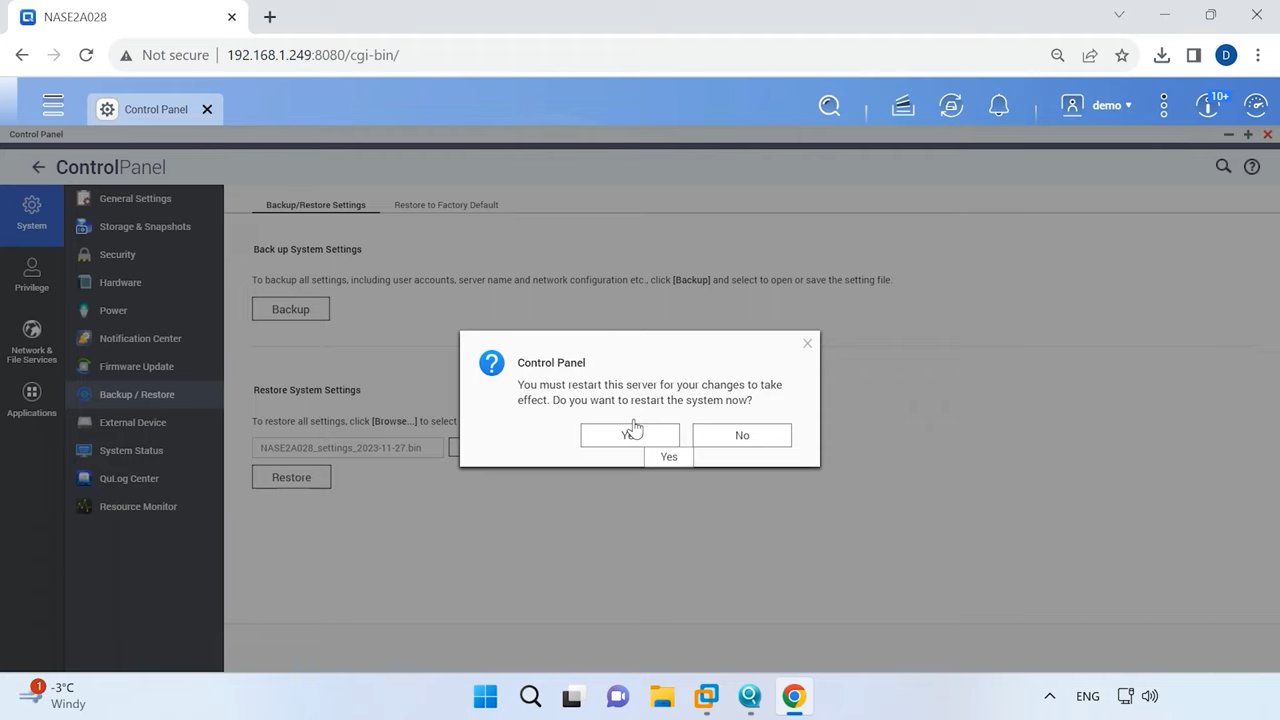 NASE2A028
Not secure
192.168.1.249:8080/cgi-bin/
D
Control Panel
demo
10+
Control Panel
ControlPanel
System
Privilege
Network &
File Services
Applications
General Settings
Storage & Snapshots
Security
Hardware
Power
Notification Center
Firmware Update
Backup / Restore
External Device
System Status
QuLog Center
Resource Monitor
Backup/Restore Settings
Restore to Factory Default
Back up System Settings
To backup all settings, including user accounts, server name and network configuration etc., click [Backup] and select to open or save the setting file.
Backup
Restore System Settings
To restore all settings, click [Browse...] to select
NASE2A028_settings_2023-11-27.bin
Restore
Control Panel
You must restart this server for your changes to take
effect. Do you want to restart the system now?
No
Yes
1
-3°C
Windy
ENG